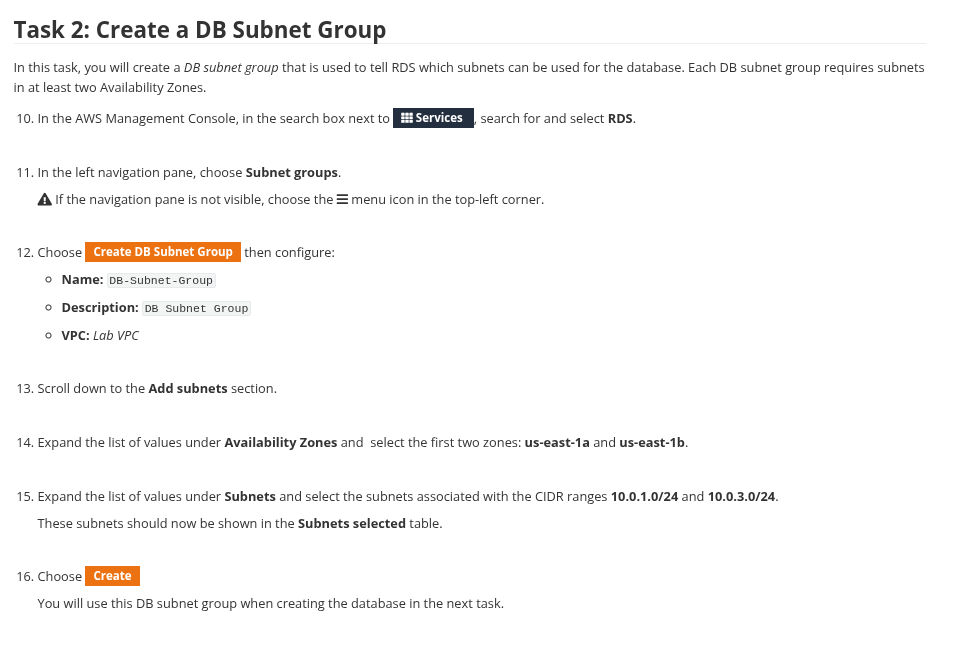 Task 2: Create a DB Subnet Group
In this task, you will create a DB subnet group that is used to tell RDS which subnets can be used for the database. Each DB subnet group requires subnets
in at least two Availability Zones.
10. In the AWS Management Console, in the search box next to Services , search for and select RDS.
11. In the left navigation pane, choose Subnet groups.
If the navigation pane is not visible, choose the menu icon in the top-left corner.
12. Choose Create DB Subnet Group then configure:
Name: DB-Subnet-Group
Description: DB Subnet Group
VPC: Lab VPC
13. Scroll down to the Add subnets section.
14. Expand the list of values under Availability Zones and  select the first two zones: us-east-1a and us-east-1b.
15. Expand the list of values under Subnets and select the subnets associated with the CIDR ranges 10.0.1.0/24 and 10.0.3.0/24.
These subnets should now be shown in the Subnets selected table.
16. Choose Create
You will use this DB subnet group when creating the database in the next task.